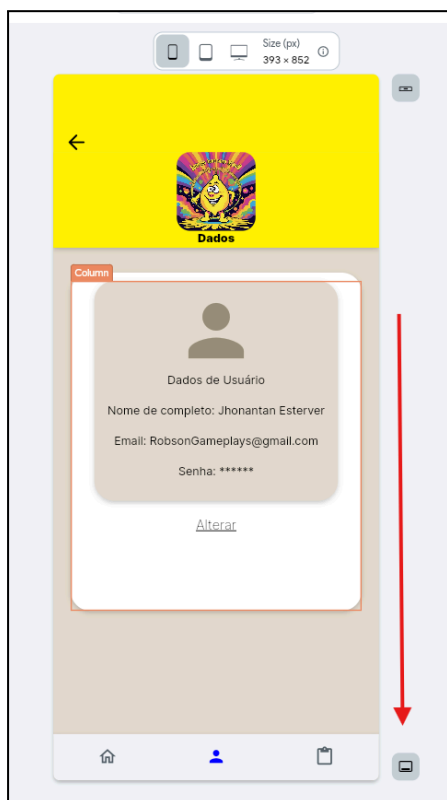 Size (px)
393 × 852
Dados
Column
Dados de Usuário
Nome de completo: Jhonantan Esterver
Email: RobsonGameplays@gmail.com
Senha: ******
Alterar